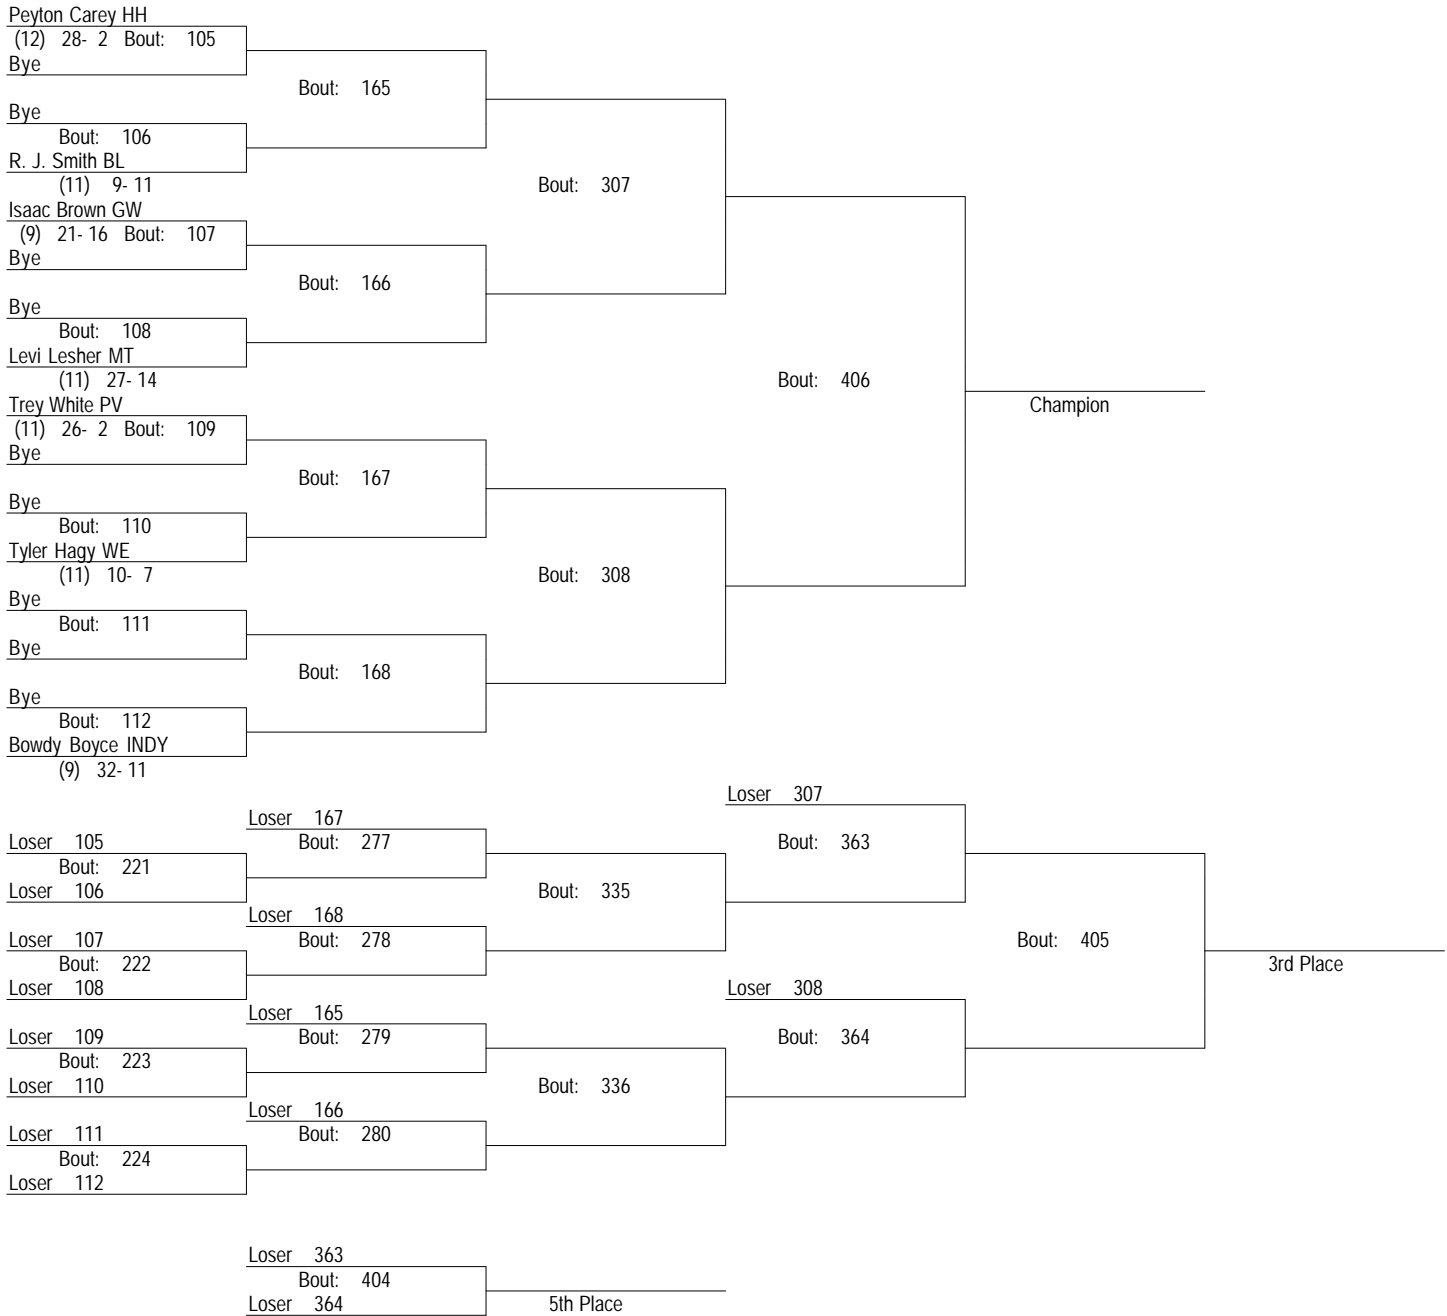 Peyton Carey HH
(12) 28- 2 Bout: 105
Bye
Bout: 165
Bye
Bout: 106
R. J. Smith BL
(11) 9- 11
Bout: 307
Isaac Brown GW
(9) 21- 16 Bout: 107
Bye
Bout: 166
Bye
Bout: 108
Levi Lesher MT
(11) 27- 14
Bout: 406
Champion
Trey White PV
(11) 26- 2 Bout: 109
Bye
Bout: 167
Bye
Bout: 110
Tyler Hagy WE
(11) 10- 7
Bout: 308
Bye
Bout: 111
Bye
Bout: 168
Bye
Bout: 112
Bowdy Boyce INDY
(9) 32- 11
Loser 307
Loser 167
Loser 105
Bout: 277
Bout: 363
Bout: 221
Loser 106
Bout: 335
Loser 168
Loser 107
Bout: 278
Bout: 405
Bout: 222
3rd Place
Loser 108
Loser 308
Loser 165
Loser 109
Bout: 279
Bout: 364
Bout: 223
Loser 110
Bout: 336
Loser 166
Loser 111
Bout: 280
Bout: 224
Loser 112
Loser 363
Bout: 404
Loser 364
5th Place